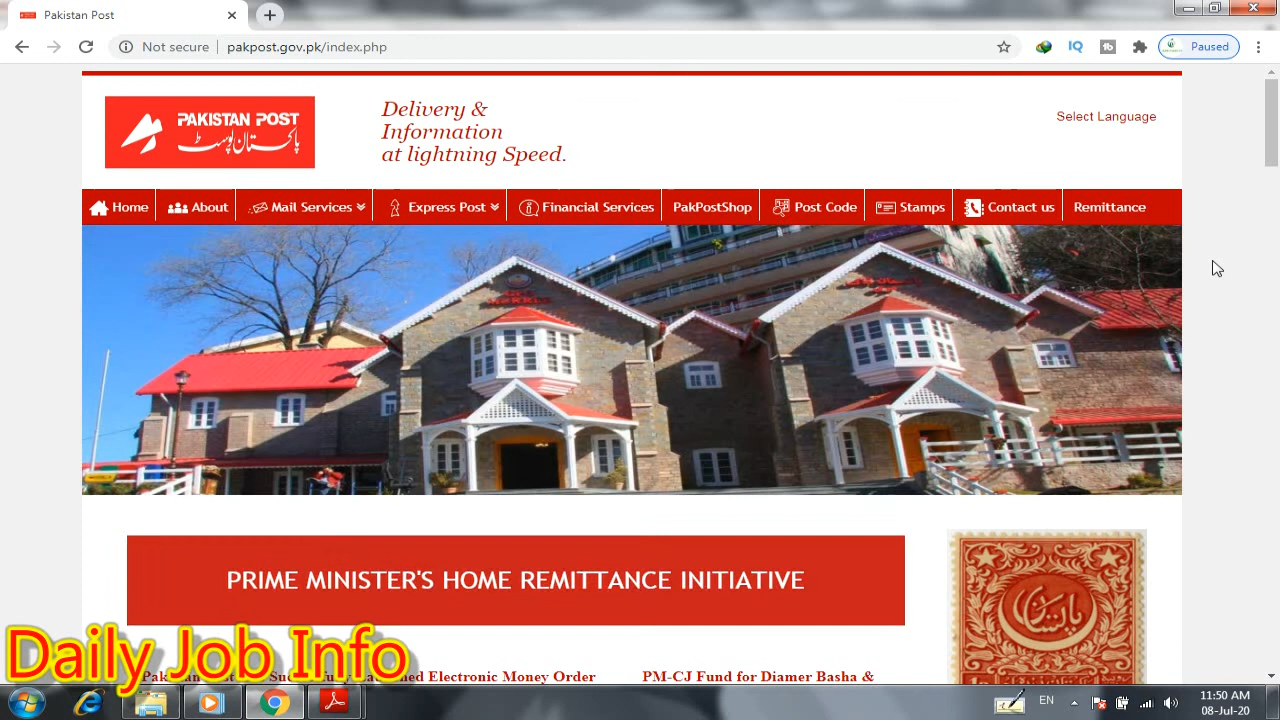 Pakistan Post
Not secure
pakpost.gov.pk/index.php
IQ
Paused
PAKISTAN POST
پاکستان پوسٹ
Delivery &
Information
at lightning Speed.
Select Language
Home
About
Mail Services
Express Post
Financial Services
PakPostShop
Post Code
Stamps
Contact us
Remittance
PRIME MINISTER'S HOME REMITTANCE INITIATIVE
پاکستان
Daily Job Info
Electronic Money Order
PM-CJ Fund for Diamer Basha &
EN
11:50 AM
08-Jul-20